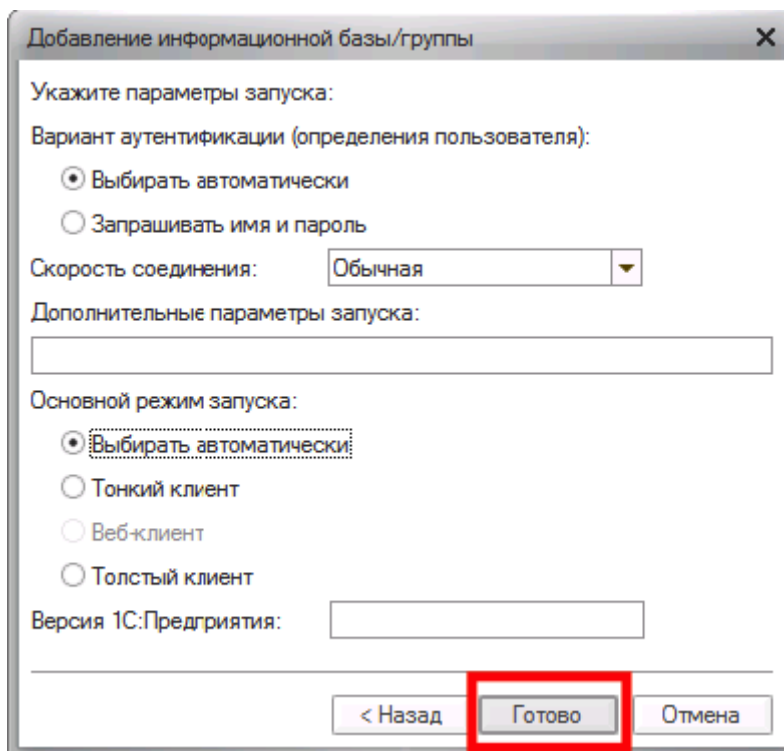 Добавление информационной базы/группы
Укажите параметры запуска:
Вариант аутентификации (определения пользователя):
Выбирать автоматически
Запрашивать имя и пароль
Скорость соединения: Обычная
Дополнительные параметры запуска:
Основной режим запуска:
Выбирать автоматически
Тонкий клиент
Веб-клиент
Толстый клиент
Версия 1С:Предприятия:
< Назад Готово Отмена